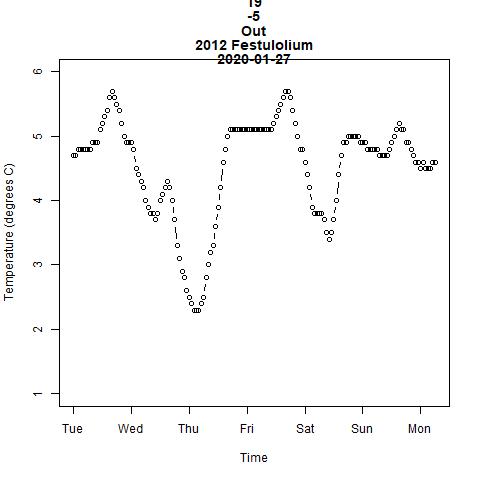 19
-5
Out
2012 Festulolium
2020-01-27
6
5
4
3
2
1
Temperature (degrees C)
Tue Wed Thu Fri Sat Sun Mon
Time